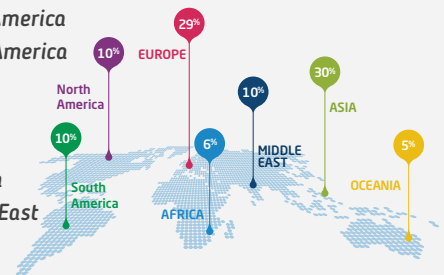 America
America
East
10%
North
America
29%
EUROPE
10%
South
America
6%
AFRICA
10%
MIDDLE
EAST
30%
ASIA
5%
OCEANIA